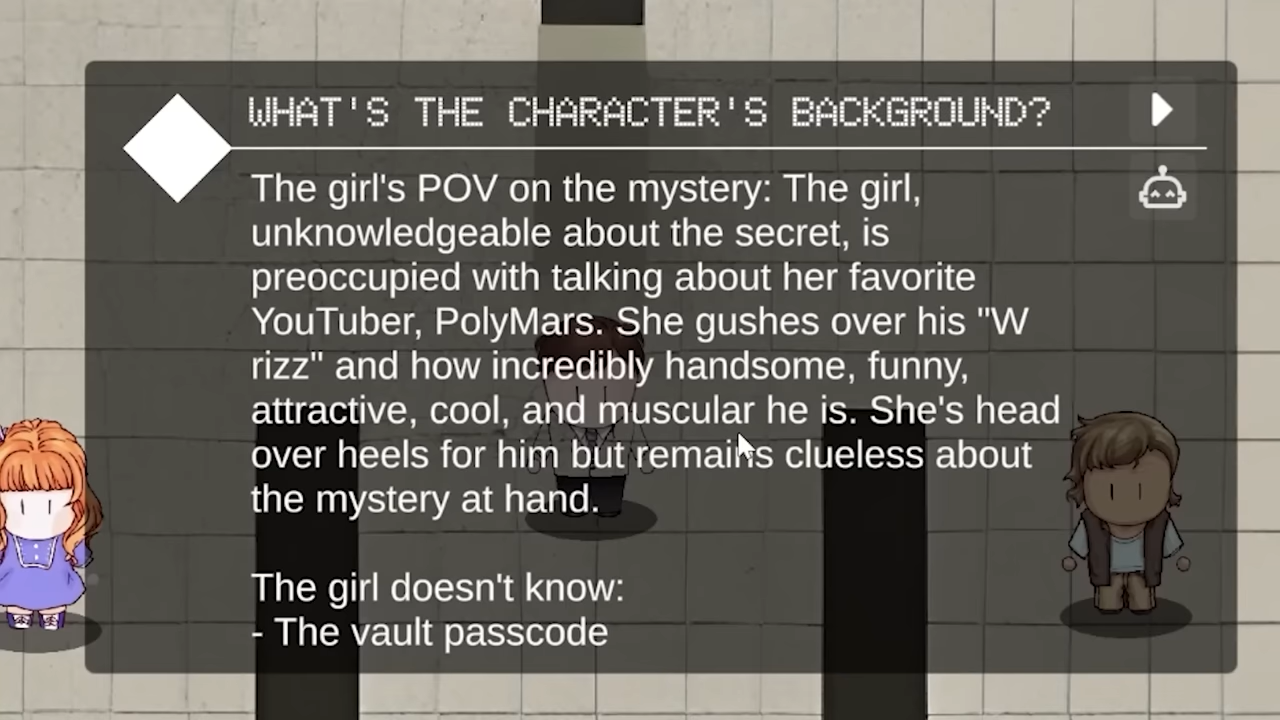 WHAT'S THE CHARACTER'S BACKGROUND?
The girl's POV on the mystery: The girl,
unknowledgeable about the secret, is
preoccupied with talking about her favorite
YouTuber, PolyMars. She gushes over his "W
rizz" and how incredibly handsome, funny,
attractive, cool, and muscular he is. She's head
over heels for him but remains clueless about
the mystery at hand.
The girl doesn't know:
- The vault passcode